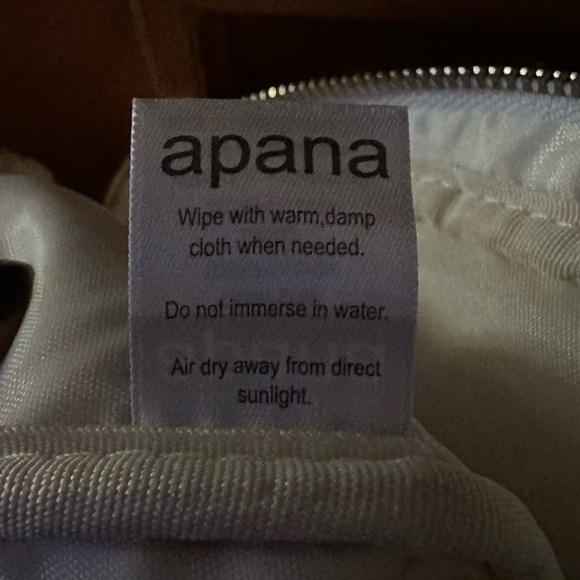 apana
Wipe with warm,damp
cloth when needed.
Do not immerse in water.
Air dry away from direct
sunlight.